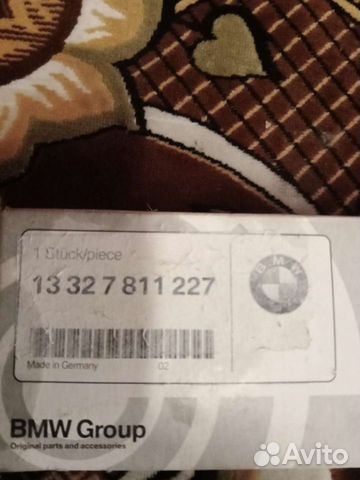 1 Stück/piece
13 32 7 811 227
BMW
Made in Germany 02
BMW Group
Original parts and accessories
Avito